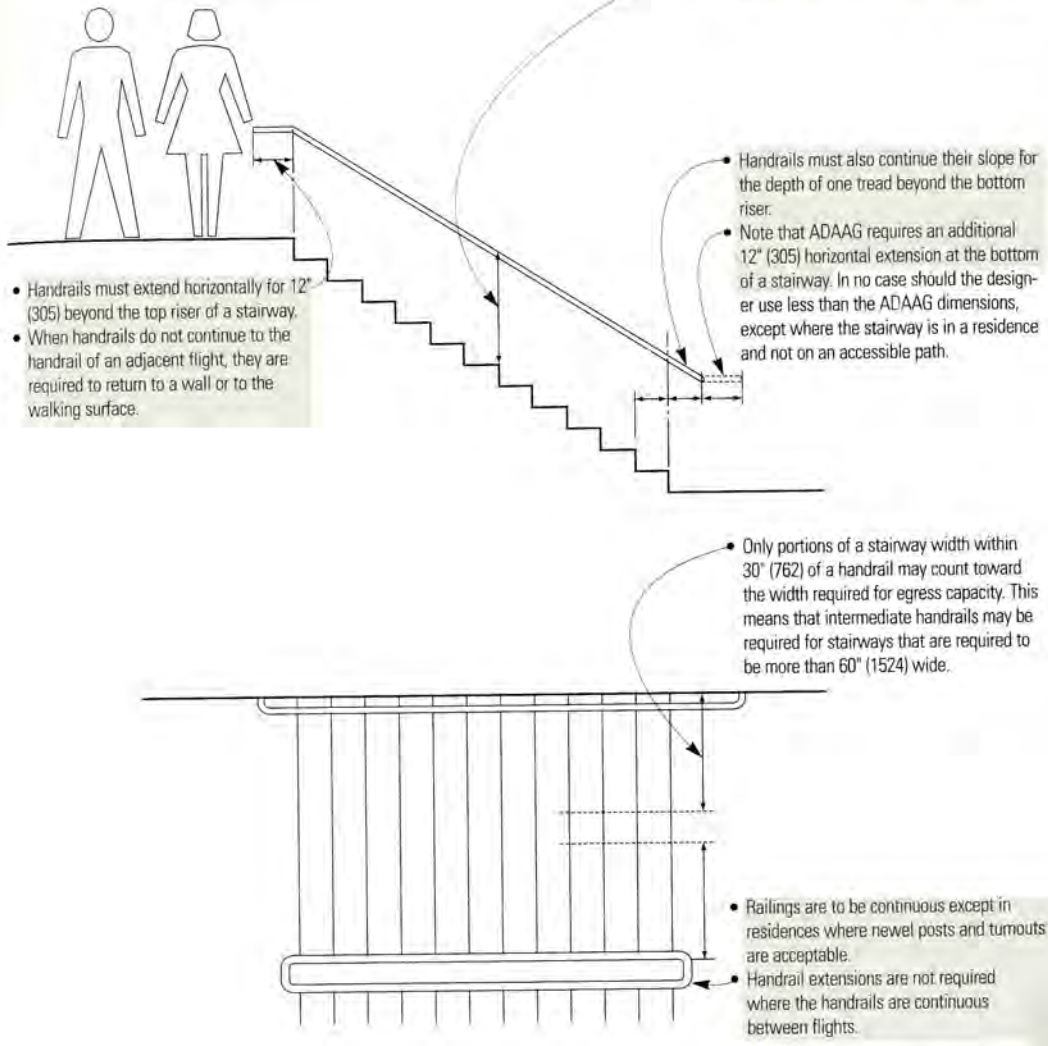 • Handrails must also continue their slope for
the depth of one tread beyond the bottom
riser.
• Note that ADAAG requires an additional
12" (305) horizontal extension at the bottom
of a stairway. In no case should the design-
er use less than the ADAAG dimensions,
except where the stairway is in a residence
and not on an accessible path.
• Handrails must extend horizontally for 12"
(305) beyond the top riser of a stairway.
• When handrails do not continue to the
handrail of an adjacent flight, they are
required to return to a wall or to the
walking surface.
• Only portions of a stairway width within
30" (762) of a handrail may count toward
the width required for egress capacity. This
means that intermediate handrails may be
required for stairways that are required to
be more than 60" (1524) wide.
• Railings are to be continuous except in
residences where newel posts and turnouts
are acceptable.
• Handrail extensions are not required
where the handrails are continuous
between flights.